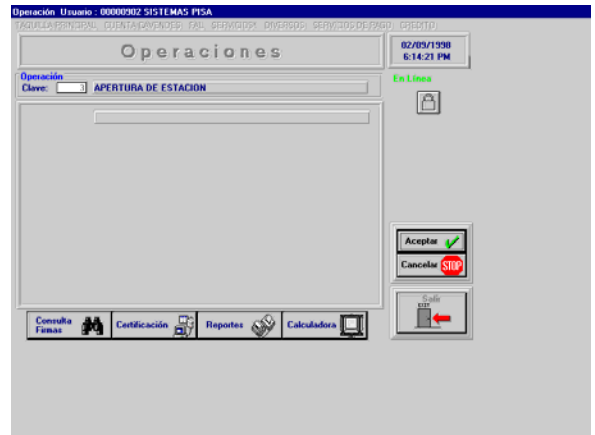 Operación Usuario : 00000902 SISTEMAS PISA
TAQUILLA PRINCIPAL CUENTA DAVENDES FAL SERVICIOS DIVERSOS SERVICIOS DE PAGO CREDITO
Operaciones
02/09/1998
6:14:21 PM
Operación
Clave: 3 APERTURA DE ESTACION
En Línea
Aceptar
Cancelar STOP
Salir
EXIT
Consulta Firmas
Certificación
Reportes
Calculadora